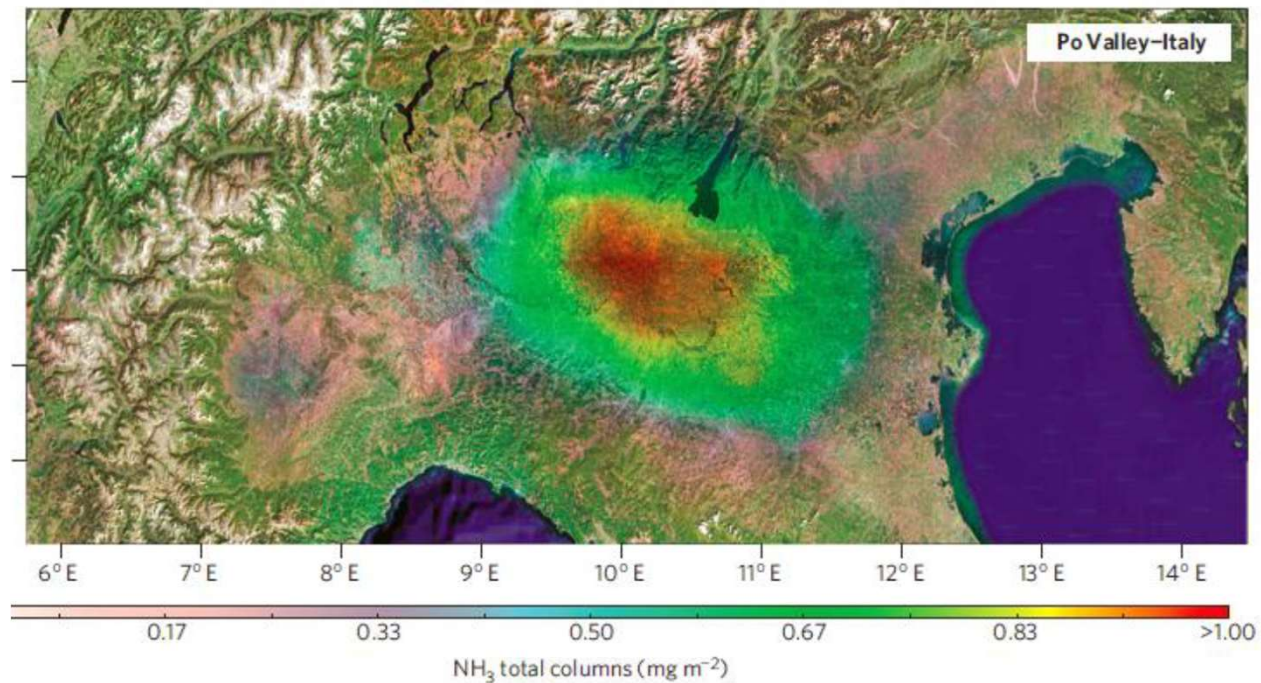 Po Valley–Italy
6° E 7° E 8° E 9° E 10° E 11° E 12° E 13° E 14° E
0.17 0.33 0.50 0.67 0.83 >1.00
NH₃ total columns (mg m⁻²)